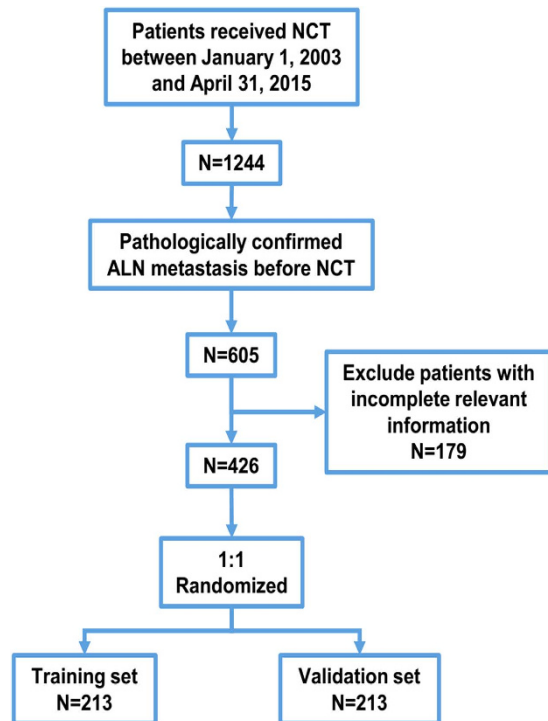 Patients received NCT
between January 1, 2003
and April 31, 2015
N=1244
Pathologically confirmed
ALN metastasis before NCT
N=605
Exclude patients with
incomplete relevant
information
N=179
N=426
1:1
Randomized
Training set
N=213
Validation set
N=213